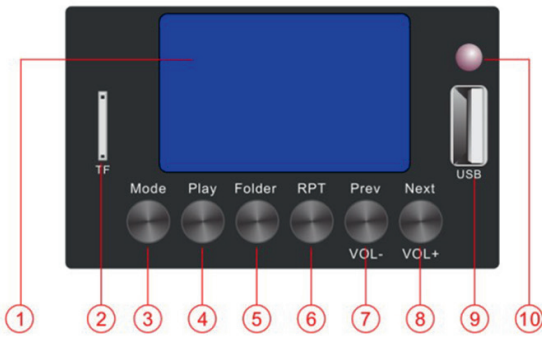 TF
USB
Mode Play Folder RPT Prev Next
VOL- VOL+
1 2 3 4 5 6 7 8 9 10